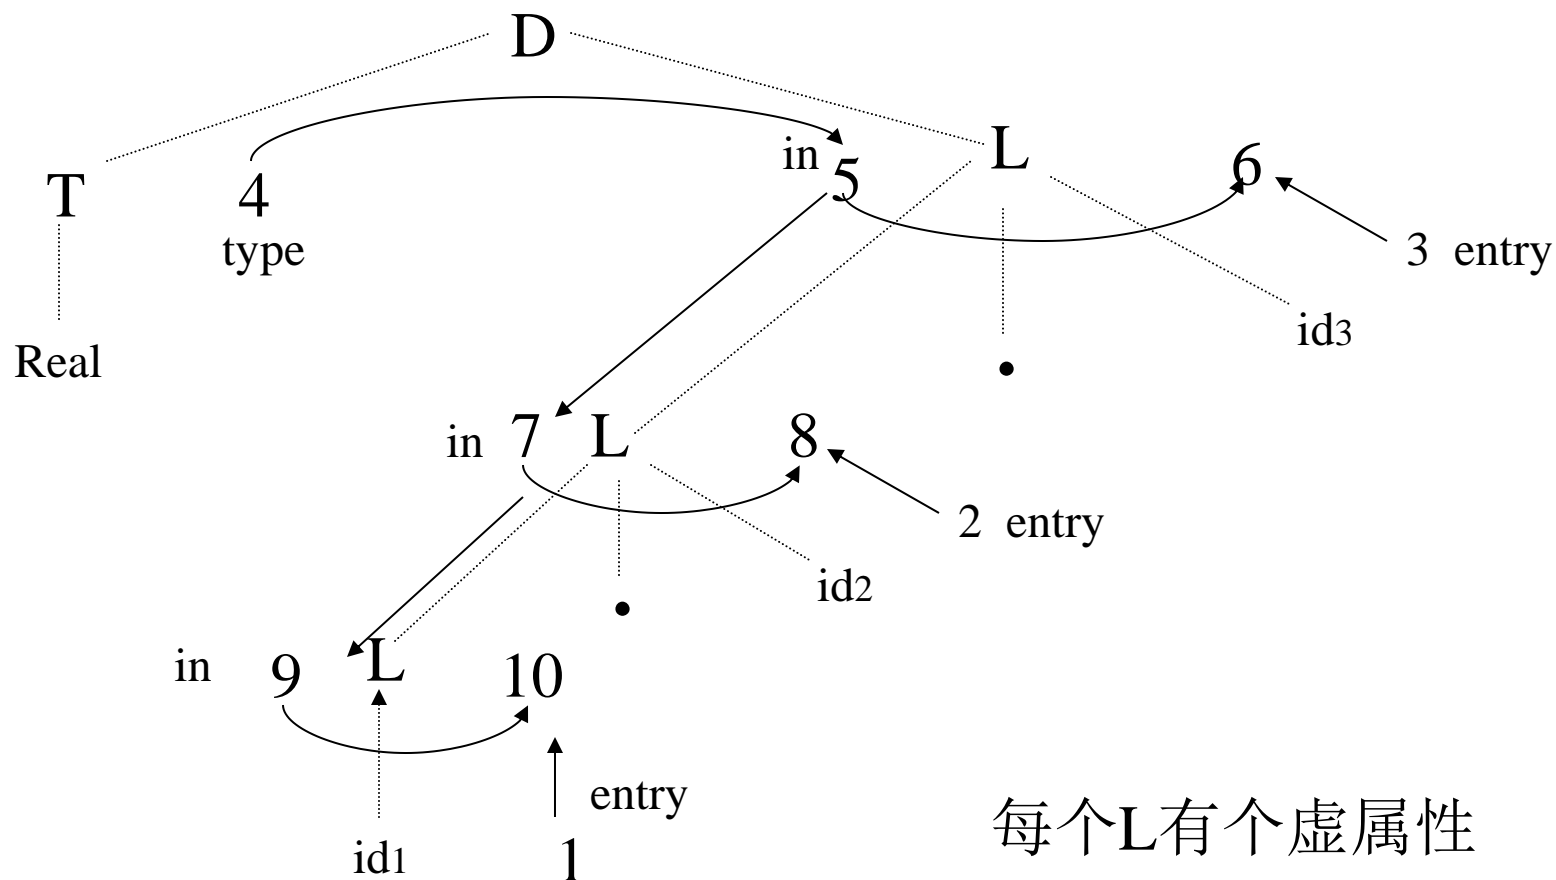 D
in 5 L 6
T 4
type
3 entry
id3
Real
in 7 L 8
2 entry
id2
in 9 L 10
entry
id1 1
每个L有个虚属性